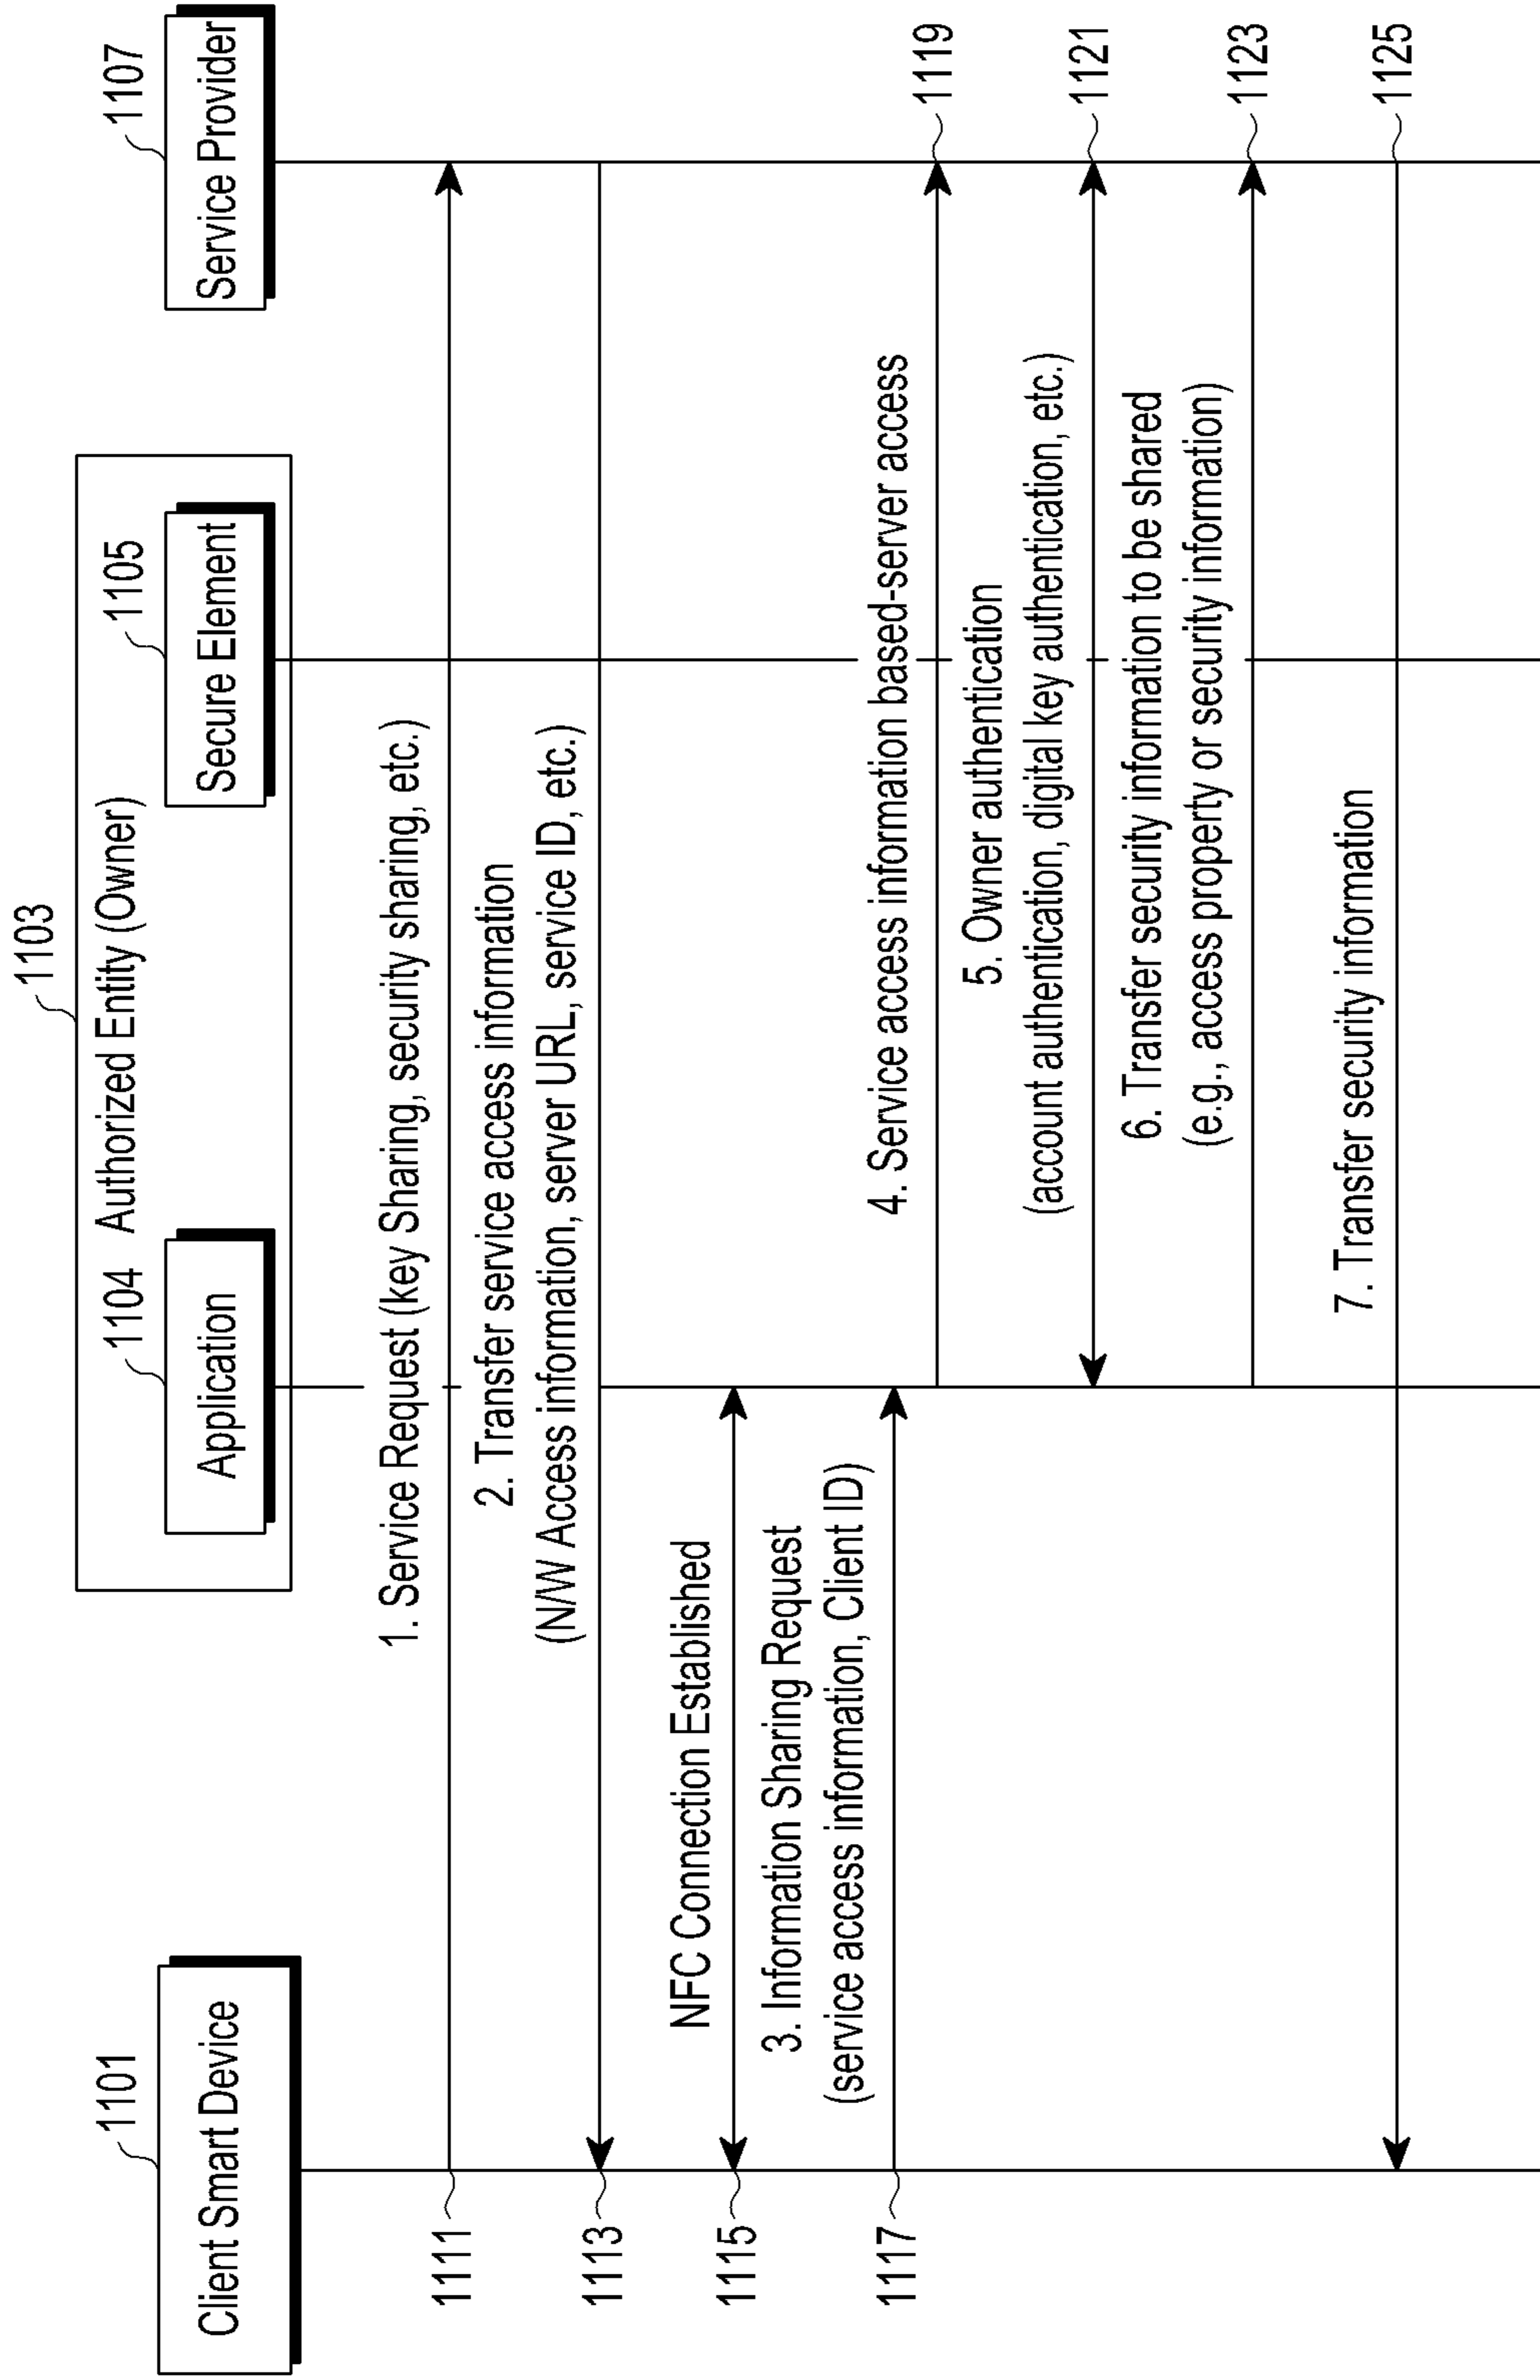 1103
1101
Client Smart Device
1104
Authorized Entity (Owner)
1105
Application
Secure Element
1107
Service Provider
1. Service Request (key Sharing, security sharing, etc.)
1111
2. Transfer service access information
(N/W Access information, server URL, service ID, etc.)
1113
NFC Connection Established
1115
3. Information Sharing Request
(service access information, Client ID)
1117
4. Service access information based-server access
1119
5. Owner authentication
(account authentication, digital key authentication, etc.)
1121
6. Transfer security information to be shared
(e.g., access property or security information)
1123
7. Transfer security information
1125